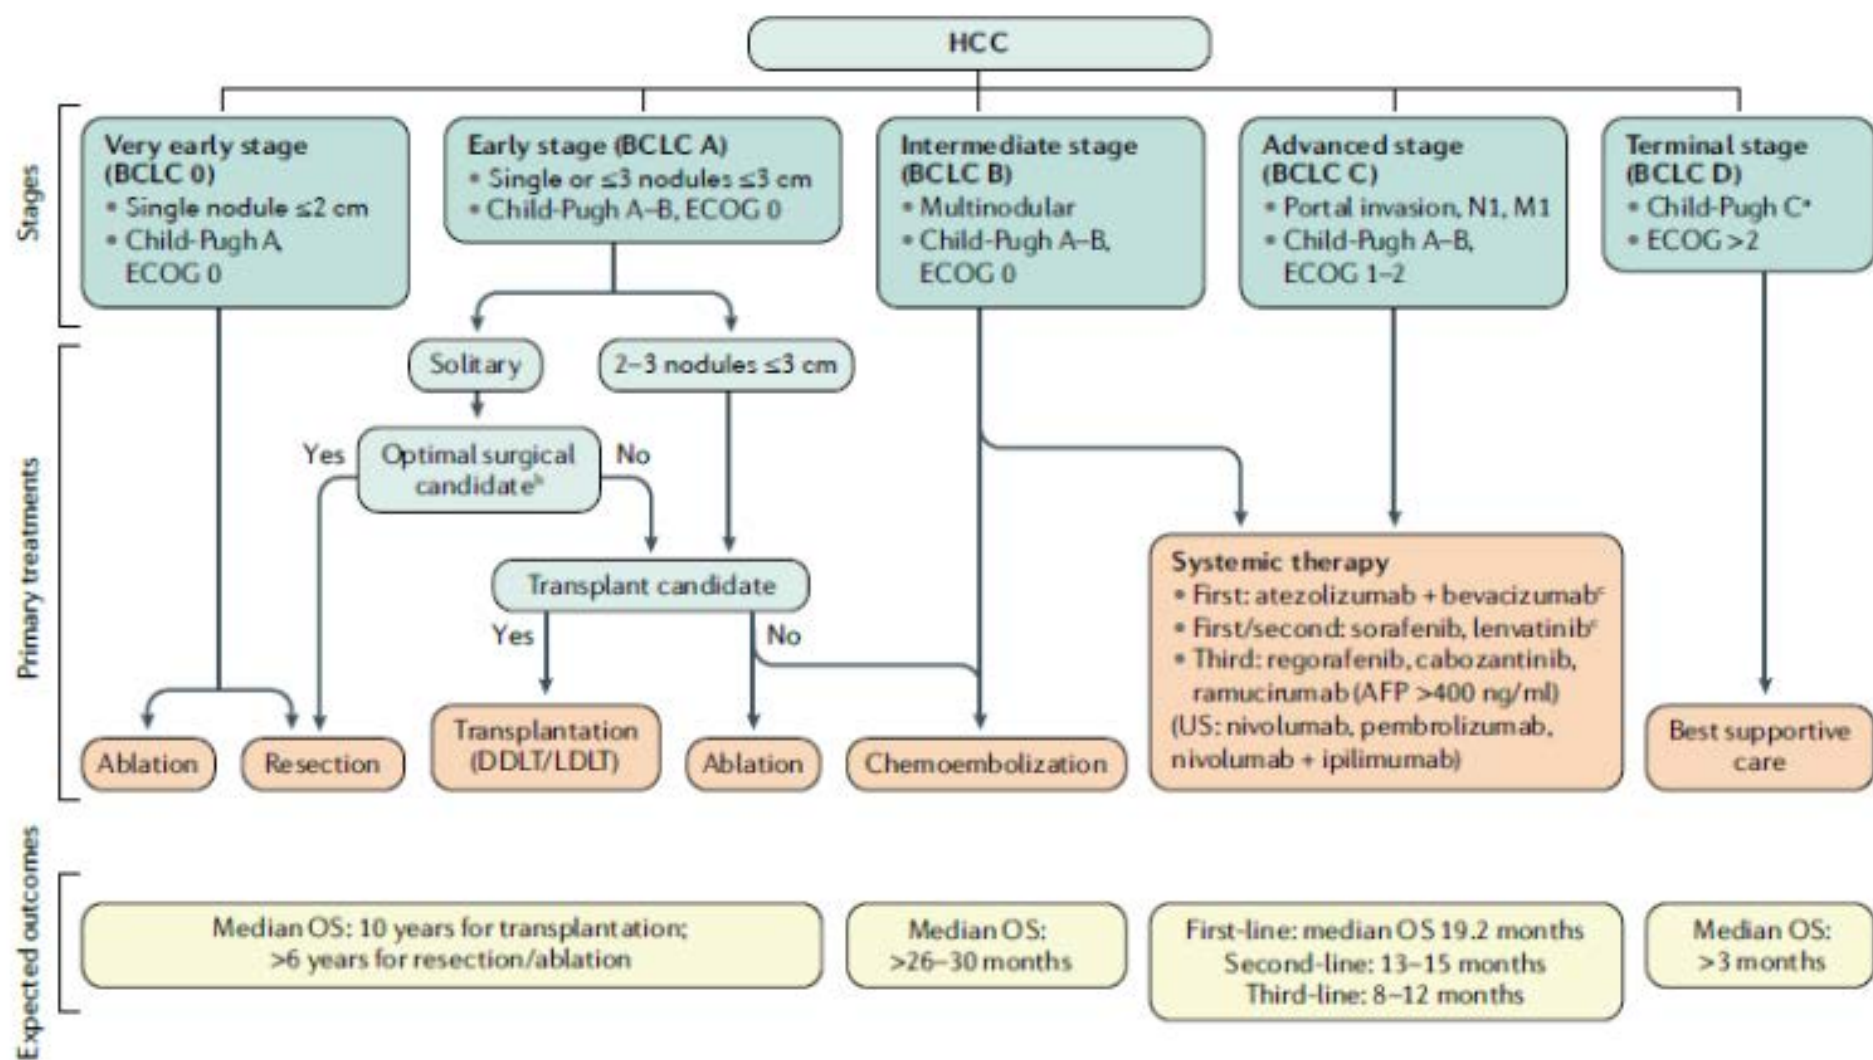 HCC
Stages
Very early stage
(BCLC 0)
• Single nodule ≤2 cm
• Child-Pugh A,
ECOG 0
Early stage (BCLC A)
• Single or ≤3 nodules ≤3 cm
• Child-Pugh A–B, ECOG 0
Intermediate stage
(BCLC B)
• Multinodular
• Child-Pugh A–B,
ECOG 0
Advanced stage
(BCLC C)
• Portal invasion, N1, M1
• Child-Pugh A–B,
ECOG 1–2
Terminal stage
(BCLC D)
• Child-Pugh Cᵃ
• ECOG >2
Primary treatments
Solitary
2–3 nodules ≤3 cm
Yes
Optimal surgical
candidateᵇ
No
Transplant candidate
Yes
No
Ablation
Resection
Transplantation
(DDLT/LDLT)
Ablation
Chemoembolization
Systemic therapy
• First: atezolizumab + bevacizumabᶜ
• First/second: sorafenib, lenvatinibᶜ
• Third: regorafenib, cabozantinib,
ramucirumab (AFP >400 ng/ml)
(US: nivolumab, pembrolizumab,
nivolumab + ipilimumab)
Best supportive
care
Expected outcomes
Median OS: 10 years for transplantation;
>6 years for resection/ablation
Median OS:
>26–30 months
First-line: median OS 19.2 months
Second-line: 13–15 months
Third-line: 8–12 months
Median OS:
>3 months